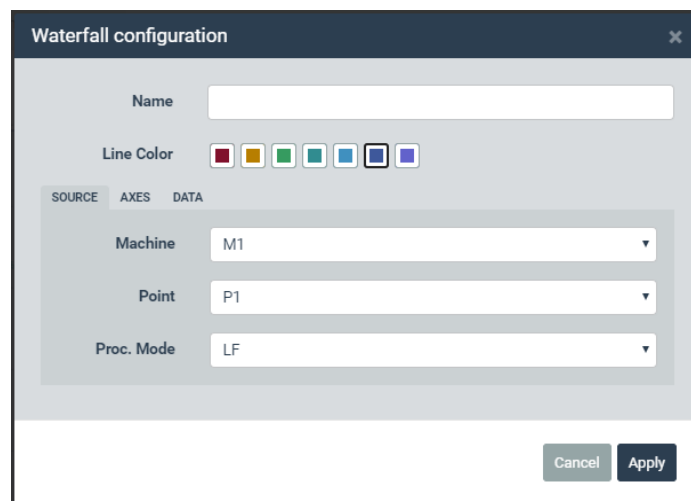 Waterfall configuration ×
Name
Line Color
SOURCE AXES DATA
Machine M1
Point P1
Proc. Mode LF
Cancel Apply